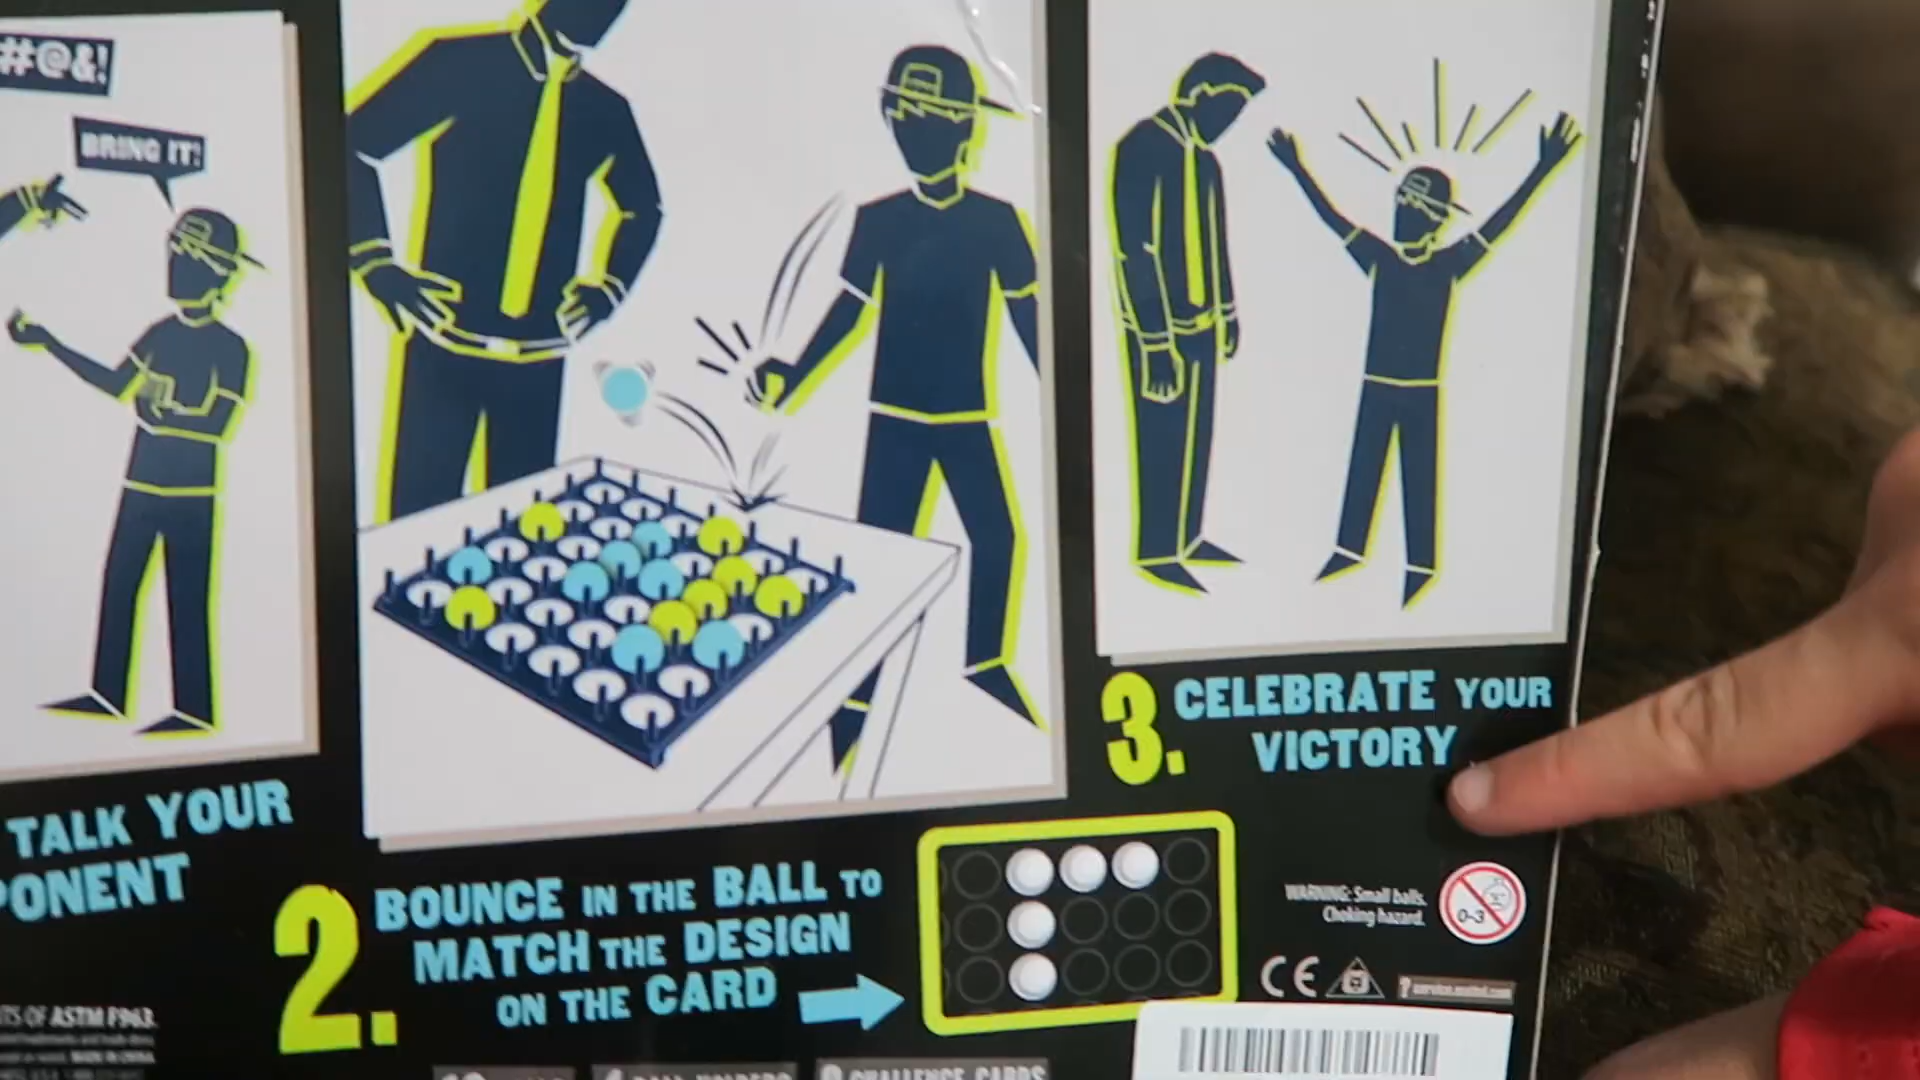 #@&!
BRING IT!
TALK YOUR
PONENT
2. BOUNCE IN THE BALL TO
MATCH THE DESIGN
ON THE CARD
3. CELEBRATE YOUR
VICTORY
WARNING: Small balls.
Choking hazard.
0-3
CE
TS OF ASTM F963.
MADE IN CHINA
CHALLENGE CARDS